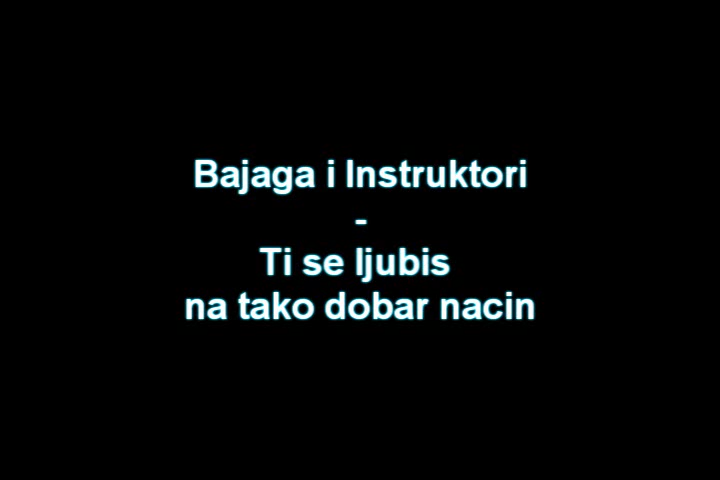 Bajaga i Instruktori
-
Ti se ljubis
na tako dobar nacin